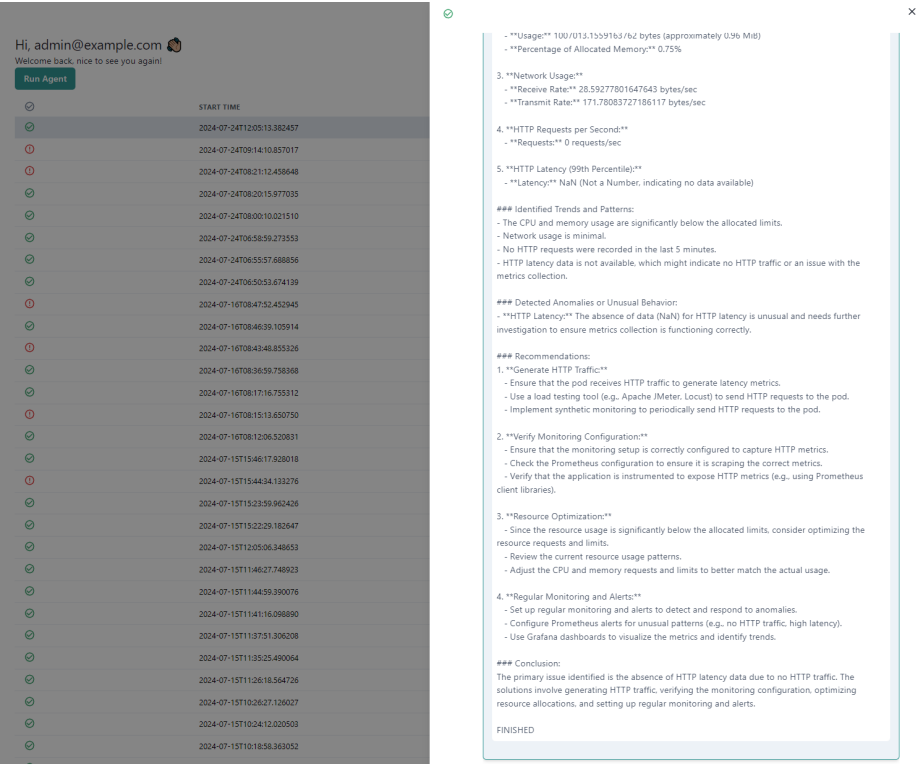 Hi, admin@example.com
Welcome back, nice to see you again!
Run Agent
START TIME
2024-07-24T12:05:13.382457
2024-07-24T09:14:10.857017
2024-07-24T08:21:12.458648
2024-07-24T08:20:15.977035
2024-07-24T08:00:10.021510
2024-07-24T06:58:59.273553
2024-07-24T06:55:57.688856
2024-07-24T06:50:53.674139
2024-07-16T08:47:52.452945
2024-07-16T08:46:39.105914
2024-07-16T08:43:48.855326
2024-07-16T08:36:59.758368
2024-07-16T08:17:16.755312
2024-07-16T08:15:13.650750
2024-07-16T08:12:06.520831
2024-07-15T15:46:17.928018
2024-07-15T15:44:34.133276
2024-07-15T15:23:59.962426
2024-07-15T15:22:29.182647
2024-07-15T12:05:06.348653
2024-07-15T11:46:27.748923
2024-07-15T11:44:59.390076
2024-07-15T11:41:16.098890
2024-07-15T11:37:51.306208
2024-07-15T11:35:25.490064
2024-07-15T11:26:18.564726
2024-07-15T10:26:27.126027
2024-07-15T10:24:12.020503
2024-07-15T10:18:58.363052
- **Usage:** 1007013.1559163762 bytes (approximately 0.96 MiB)
- **Percentage of Allocated Memory:** 0.75%
3. **Network Usage:**
- **Receive Rate:** 28.59277801647643 bytes/sec
- **Transmit Rate:** 171.78083727186117 bytes/sec
4. **HTTP Requests per Second:**
- **Requests:** 0 requests/sec
5. **HTTP Latency (99th Percentile):**
- **Latency:** NaN (Not a Number, indicating no data available)
### Identified Trends and Patterns:
- The CPU and memory usage are significantly below the allocated limits.
- Network usage is minimal.
- No HTTP requests were recorded in the last 5 minutes.
- HTTP latency data is not available, which might indicate no HTTP traffic or an issue with the
metrics collection.
### Detected Anomalies or Unusual Behavior:
- **HTTP Latency:** The absence of data (NaN) for HTTP latency is unusual and needs further
investigation to ensure metrics collection is functioning correctly.
### Recommendations:
1. **Generate HTTP Traffic:**
- Ensure that the pod receives HTTP traffic to generate latency metrics.
- Use a load testing tool (e.g., Apache JMeter, Locust) to send HTTP requests to the pod.
- Implement synthetic monitoring to periodically send HTTP requests to the pod.
2. **Verify Monitoring Configuration:**
- Ensure that the monitoring setup is correctly configured to capture HTTP metrics.
- Check the Prometheus configuration to ensure it is scraping the correct metrics.
- Verify that the application is instrumented to expose HTTP metrics (e.g., using Prometheus
client libraries).
3. **Resource Optimization:**
- Since the resource usage is significantly below the allocated limits, consider optimizing the
resource requests and limits.
- Review the current resource usage patterns.
- Adjust the CPU and memory requests and limits to better match the actual usage.
4. **Regular Monitoring and Alerts:**
- Set up regular monitoring and alerts to detect and respond to anomalies.
- Configure Prometheus alerts for unusual patterns (e.g., no HTTP traffic, high latency).
- Use Grafana dashboards to visualize the metrics and identify trends.
### Conclusion:
The primary issue identified is the absence of HTTP latency data due to no HTTP traffic. The
solutions involve generating HTTP traffic, verifying the monitoring configuration, optimizing
resource allocations, and setting up regular monitoring and alerts.
FINISHED